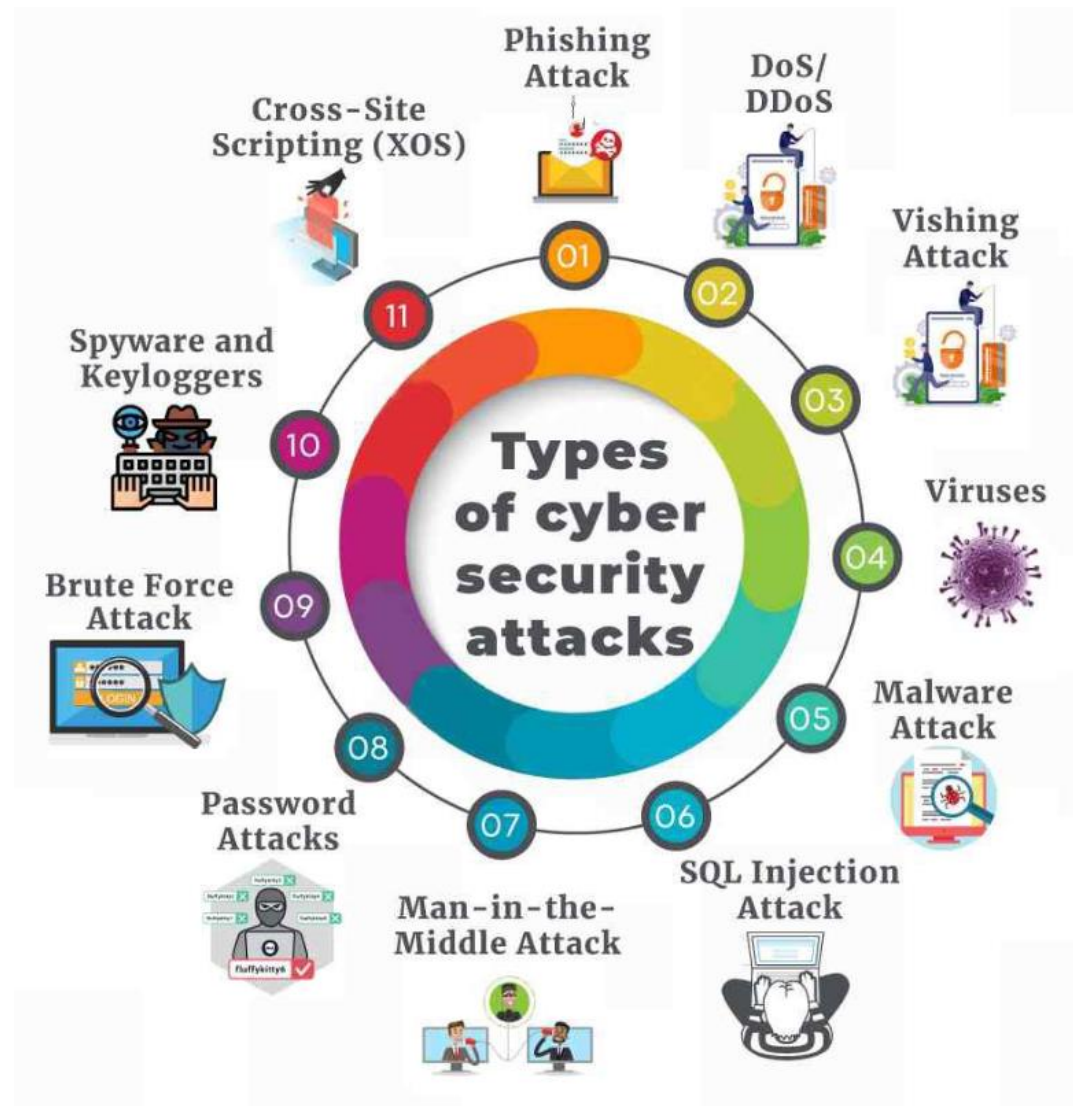 Phishing
Attack
DoS/
DDoS
Cross-Site
Scripting (XOS)
Vishing
Attack
01
02
11
Spyware and
Keyloggers
03
10
Types
of cyber
security
attacks
Viruses
04
Brute Force
Attack
09
LOGIN
Malware
Attack
05
08
Password
Attacks
07
06
SQL Injection
Attack
Man-in-the-
Middle Attack
fluffykitty6